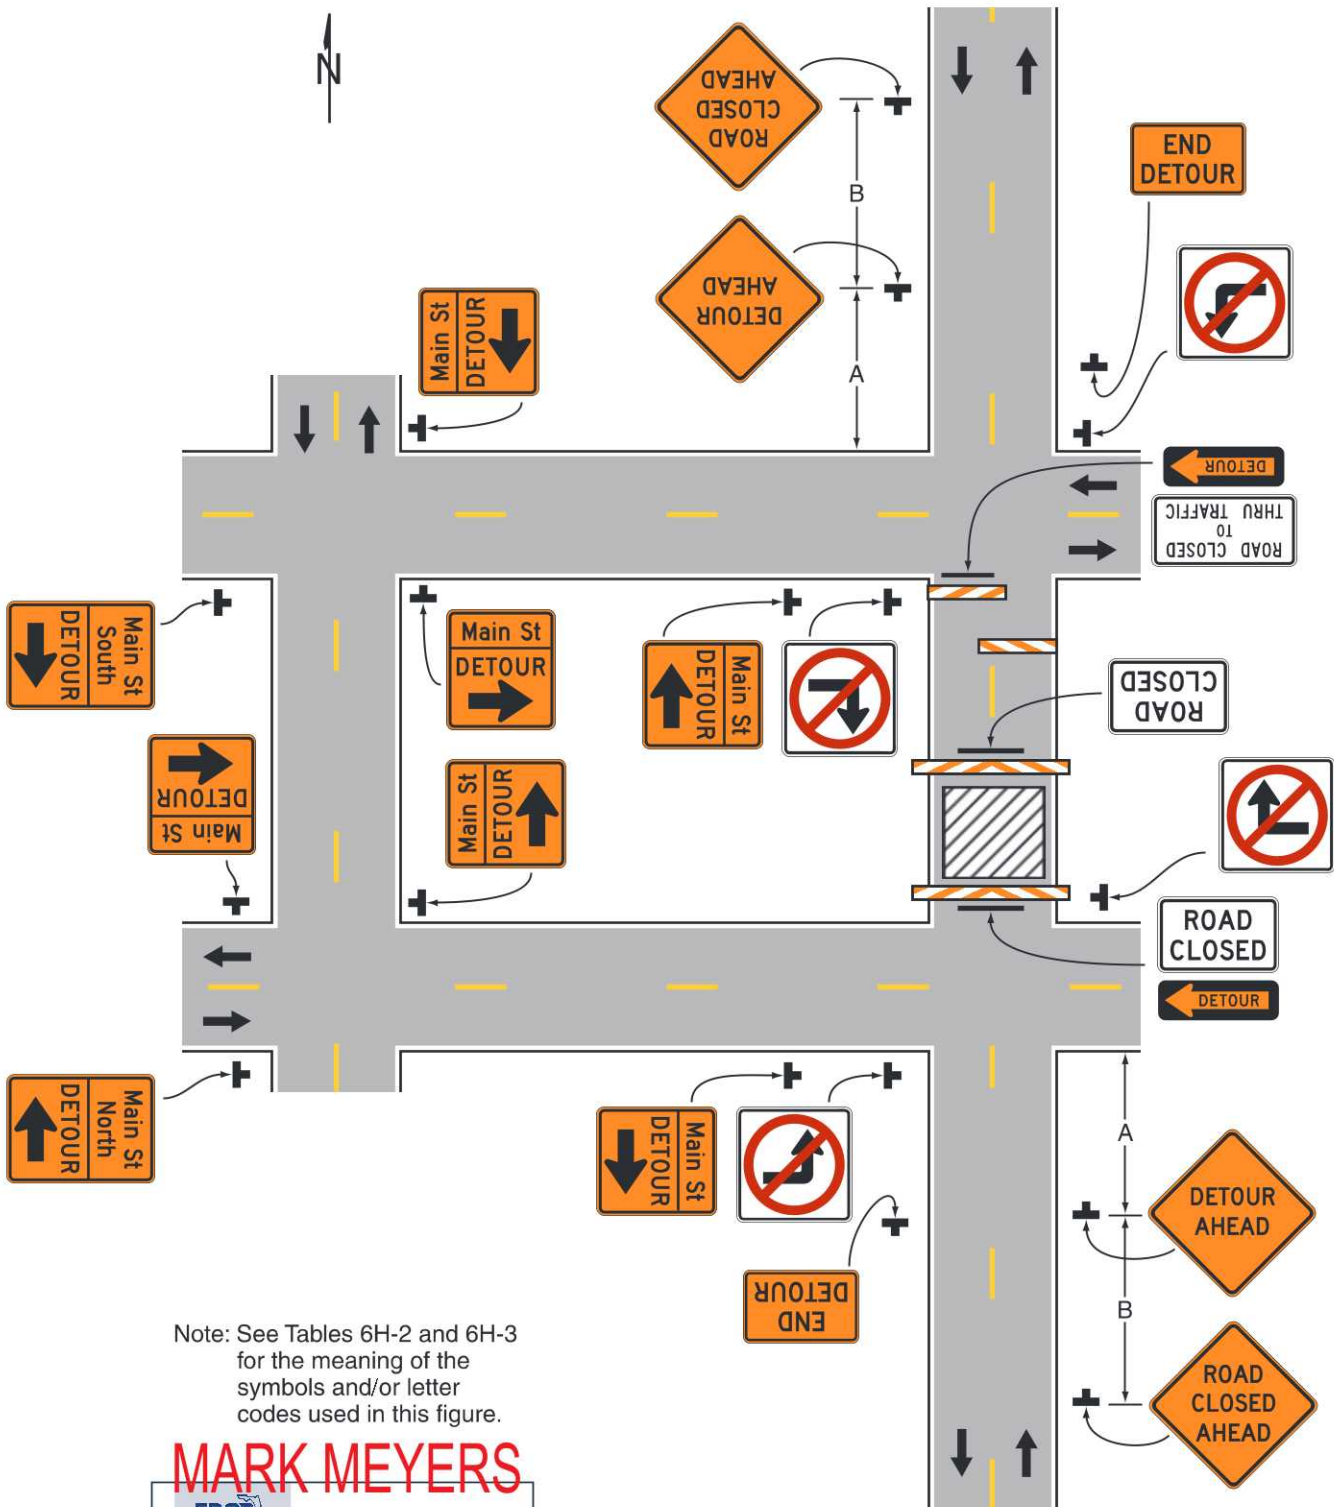 N
ROAD
CLOSED
AHEAD
B
DETOUR
AHEAD
A
END
DETOUR
Main St
DETOUR
DETOUR
ROAD CLOSED
TO
THRU TRAFFIC
Main St
South
DETOUR
Main St
DETOUR
Main St
DETOUR
ROAD
CLOSED
Main St
DETOUR
Main St
DETOUR
ROAD
CLOSED
DETOUR
Main St
North
DETOUR
Main St
DETOUR
A
DETOUR
AHEAD
END
DETOUR
B
ROAD
CLOSED
AHEAD
Note: See Tables 6H-2 and 6H-3
for the meaning of the
symbols and/or letter
codes used in this figure.
MARK MEYERS